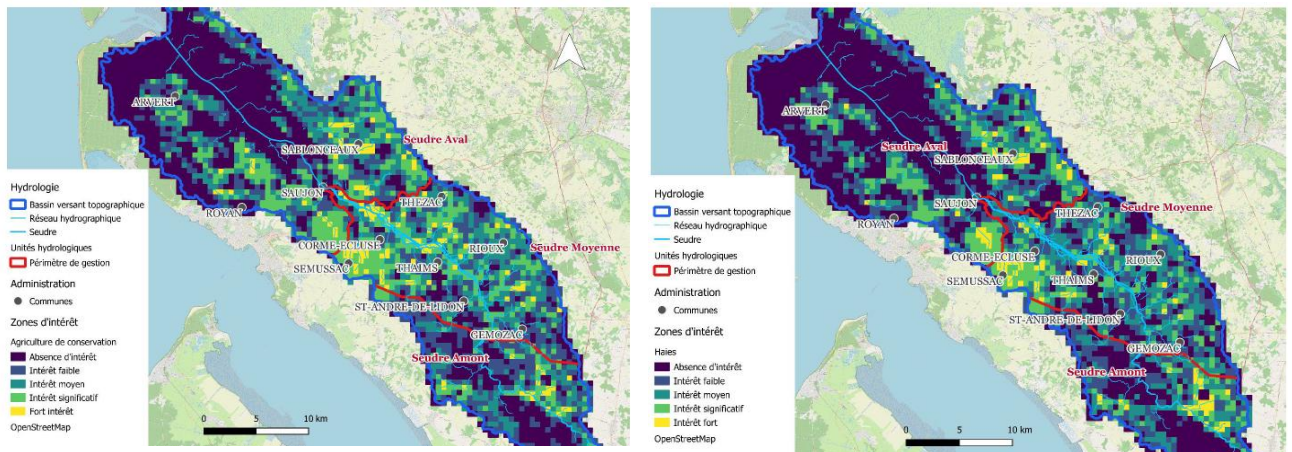 ARVERT
Seudre Aval
SABLONCEAUX
SAUJON
THEZAC
ROYAN
CORME-ECLUSE
RIOUX
Seudre Moyenne
SEMUSSAC
THAIMS
ST-ANDRE-DE-LIDON
GEMOZAC
Seudre Amont
Hydrologie
Bassin versant topographique
Réseau hydrographique
Seudre
Unités hydrologiques
Périmètre de gestion
Administration
Communes
Zones d'intérêt
Agriculture de conservation
Absence d'intérêt
Intérêt faible
Intérêt moyen
Intérêt significatif
Fort intérêt
OpenStreetMap
0 5 10 km
ARVERT
Seudre Aval
SABLONCEAUX
SAUJON
THEZAC
Seudre Moyenne
ROYAN
CORME-ECLUSE
RIOUX
SEMUSSAC
THAIMS
ST-ANDRE-DE-LIDON
GEMOZAC
Seudre Amont
Hydrologie
Bassin versant topographique
Réseau hydrographique
Seudre
Unités hydrologiques
Périmètre de gestion
Administration
Communes
Zones d'intérêt
Haies
Absence d'intérêt
Intérêt faible
Intérêt moyen
Intérêt significatif
Intérêt fort
OpenStreetMap
0 5 10 km